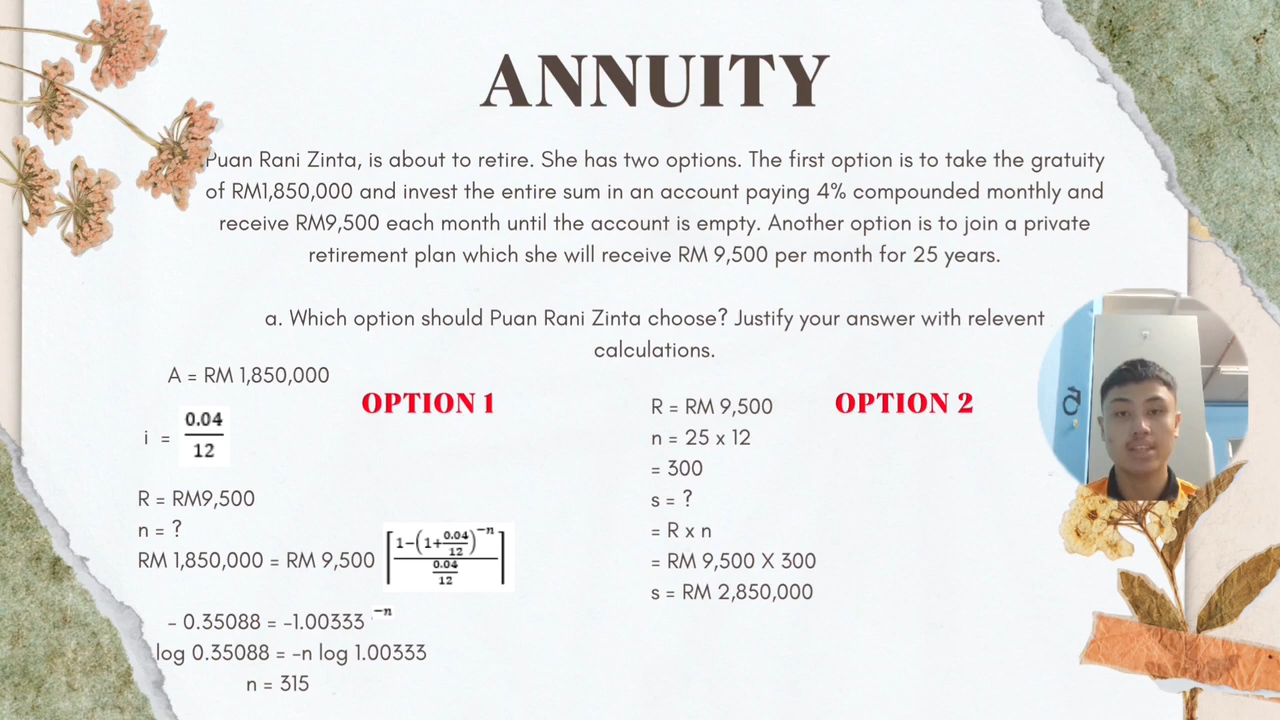 ANNUITY
Puan Rani Zinta, is about to retire. She has two options. The first option is to take the gratuity
of RM1,850,000 and invest the entire sum in an account paying 4% compounded monthly and
receive RM9,500 each month until the account is empty. Another option is to join a private
retirement plan which she will receive RM 9,500 per month for 25 years.
a. Which option should Puan Rani Zinta choose? Justify your answer with relevent
calculations.
A = RM 1,850,000
OPTION 1
i = 0.04/12
R = RM9,500
n = ?
RM 1,850,000 = RM 9,500 [(1-(1+0.04/12)^-n)/(0.04/12)]
- 0.35088 = -1.00333 ^-n
log 0.35088 = -n log 1.00333
n = 315
OPTION 2
R = RM 9,500
n = 25 x 12
= 300
s = ?
= R x n
= RM 9,500 X 300
s = RM 2,850,000